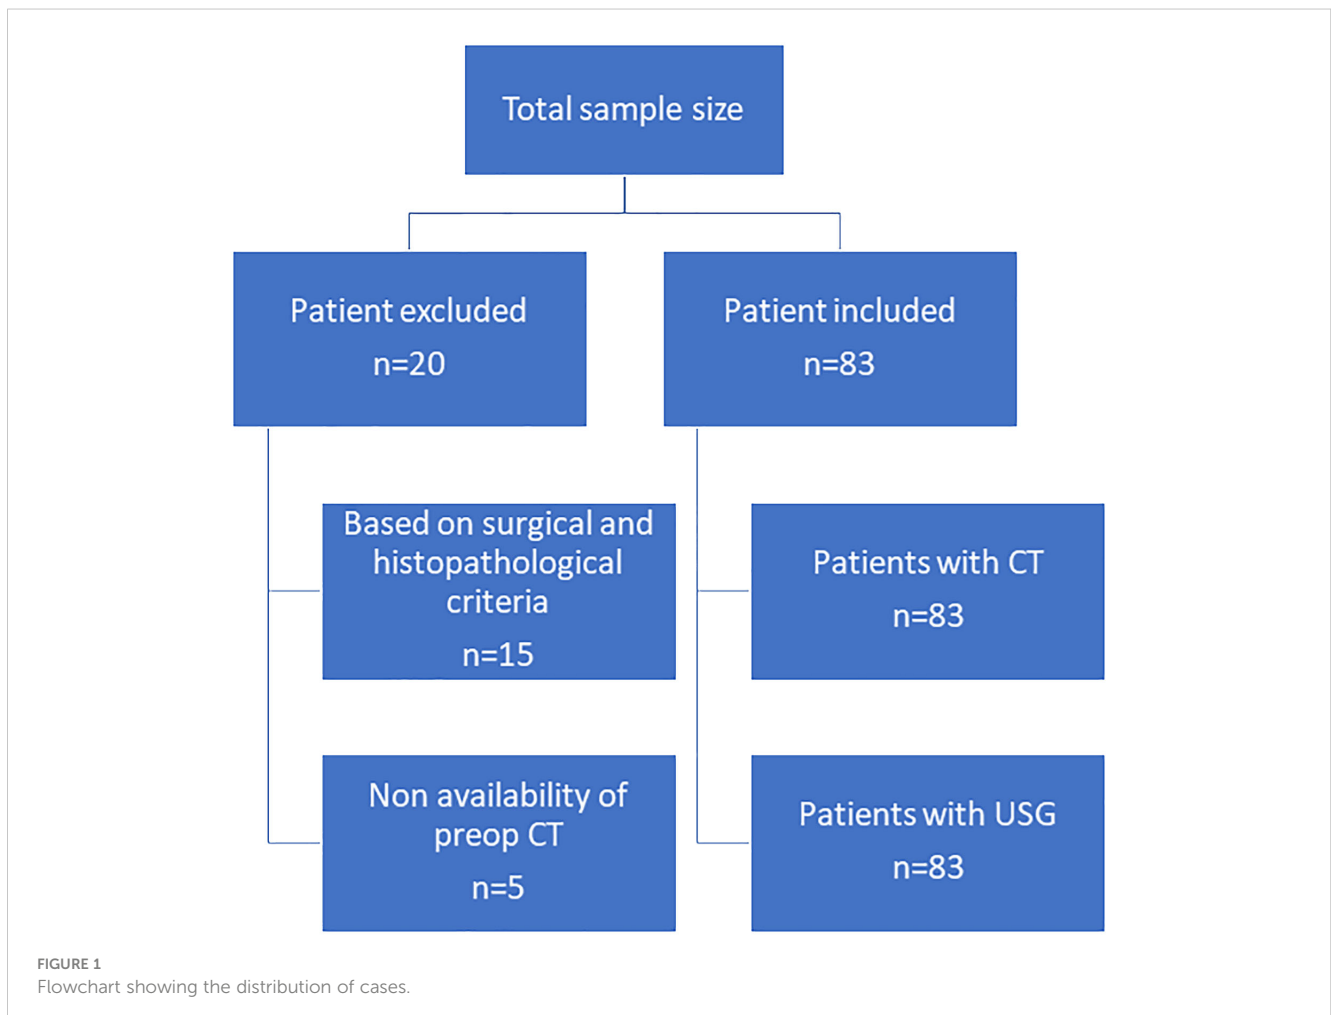 Total sample size
Patient excluded
n=20
Patient included
n=83
Based on surgical and
histopathological
criteria
n=15
Patients with CT
n=83
Non availability of
preop CT
n=5
Patients with USG
n=83
FIGURE 1
Flowchart showing the distribution of cases.